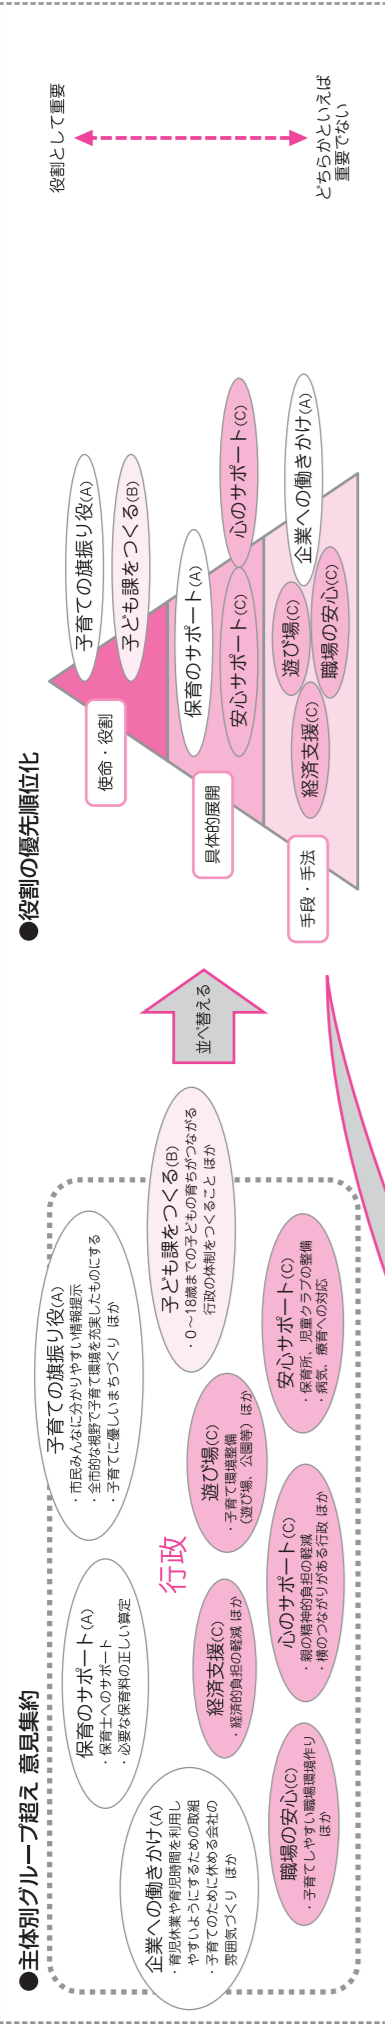 ●主体別グループ超え 意見集約
子育ての旗振り役(A)
・市民みんなに分かりやすい情報提示
・全市的な視野で子育て環境を充実したものにする
・子育てに優しいまちづくり ほか
保育のサポート(A)
・保育士へのサポート
・必要な保育料の正しい算定
企業への働きかけ(A)
・育児休業や育児時間を利用し
やすいようにするための取組
・子育てのために休める会社の
雰囲気づくり ほか
行政
子ども課をつくる(B)
・0～18歳までの子どもの育ちがつながる
行政の体制をつくること ほか
遊び場(C)
・子育て環境整備
（遊び場、公園等）ほか
経済支援(C)
・経済的負担の軽減 ほか
安心サポート(C)
・保育所、児童クラブの整備
・病気、療育への対応
心のサポート(C)
・親の精神的負担の軽減
・横のつながりがある行政 ほか
職場の安心(C)
・子育てしやすい職場環境作り
ほか
並べ替える
●役割の優先順位化
使命・役割
子育ての旗振り役(A)
子ども課をつくる(B)
具体的展開
保育のサポート(A)
安心サポート(C)
心のサポート(C)
手段・手法
経済支援(C)
遊び場(C)
職場の安心(C)
企業への働きかけ(A)
役割として重要
どちらかといえば
重要でない